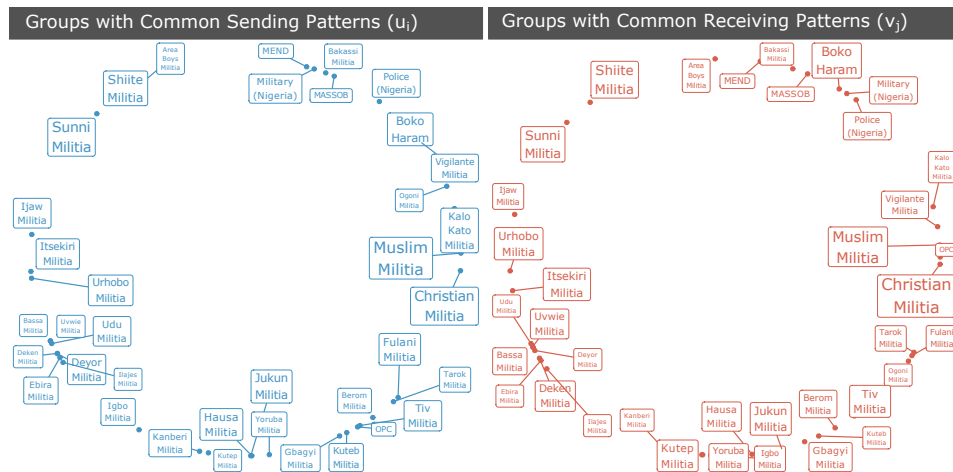 Groups with Common Sending Patterns (ui)
Area
Boys
Militia
Shiite
Militia
Sunni
Militia
MEND
Bakassi
Militia
Military
(Nigeria)
MASSOB
Police
(Nigeria)
Boko
Haram
Vigilante
Militia
Ogoni
Militia
Ijaw
Militia
Kalo
Kato
Militia
Itsekiri
Militia
Muslim
Militia
Urhobo
Militia
Christian
Militia
Bassa
Militia
Uvwie
Militia
Udu
Militia
Deken
Militia
Deyor
Militia
Ilajes
Militia
Ebira
Militia
Fulani
Militia
Tarok
Militia
Igbo
Militia
Jukun
Militia
Berom
Militia
Tiv
Militia
Hausa
Militia
Yoruba
Militia
OPC
Kanberi
Militia
Kutep
Militia
Gbagyi
Militia
Kuteb
Militia
Groups with Common Receiving Patterns (vj)
Shiite
Militia
Area
Boys
Militia
MEND
Bakassi
Militia
MASSOB
Boko
Haram
Military
(Nigeria)
Police
(Nigeria)
Sunni
Militia
Kalo
Kato
Militia
Ijaw
Militia
Vigilante
Militia
Urhobo
Militia
Muslim
Militia
OPC
Itsekiri
Militia
Christian
Militia
Udu
Militia
Uvwie
Militia
Bassa
Militia
Deyor
Militia
Ebira
Militia
Deken
Militia
Ilajes
Militia
Tarok
Militia
Fulani
Militia
Ogoni
Militia
Tiv
Militia
Berom
Militia
Kanberi
Militia
Hausa
Militia
Jukun
Militia
Kutep
Militia
Yoruba
Militia
Igbo
Militia
Gbagyi
Militia
Kuteb
Militia